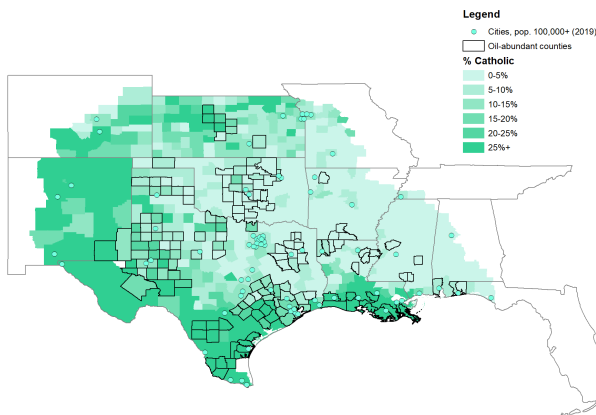 Legend
Cities, pop. 100,000+ (2019)
Oil-abundant counties
% Catholic
0-5%
5-10%
10-15%
15-20%
20-25%
25%+